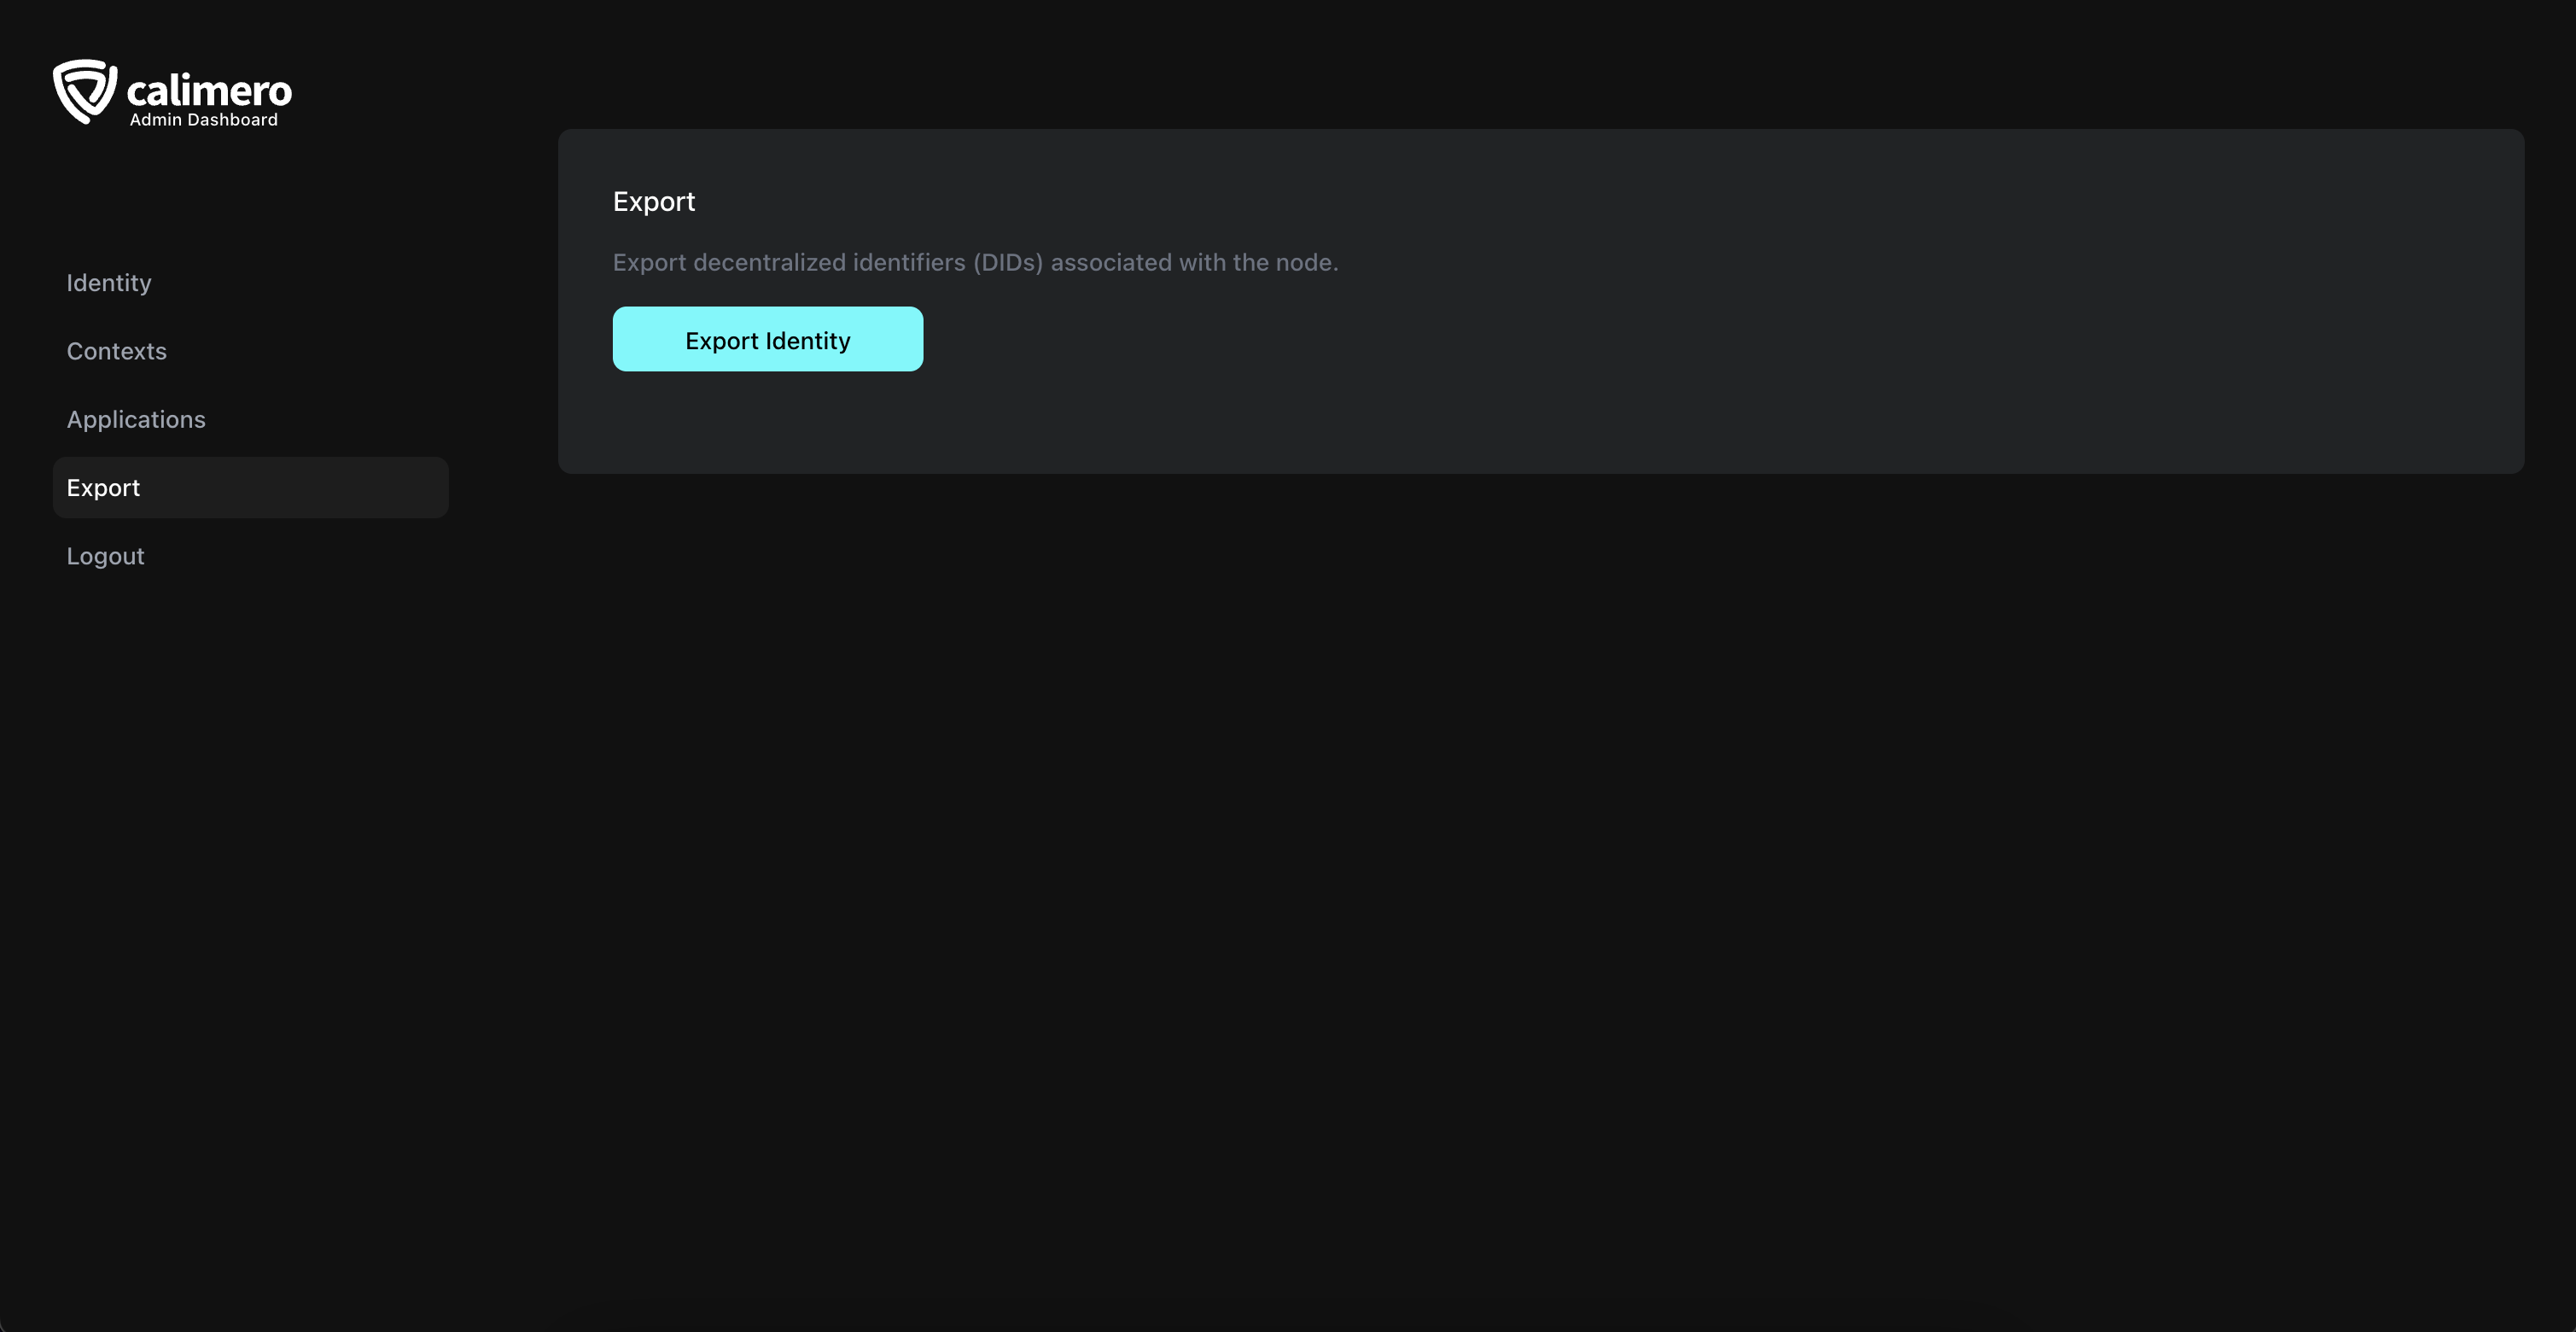 calimero
Admin Dashboard
Identity
Contexts
Applications
Export
Logout
Export
Export decentralized identifiers (DIDs) associated with the node.
Export Identity